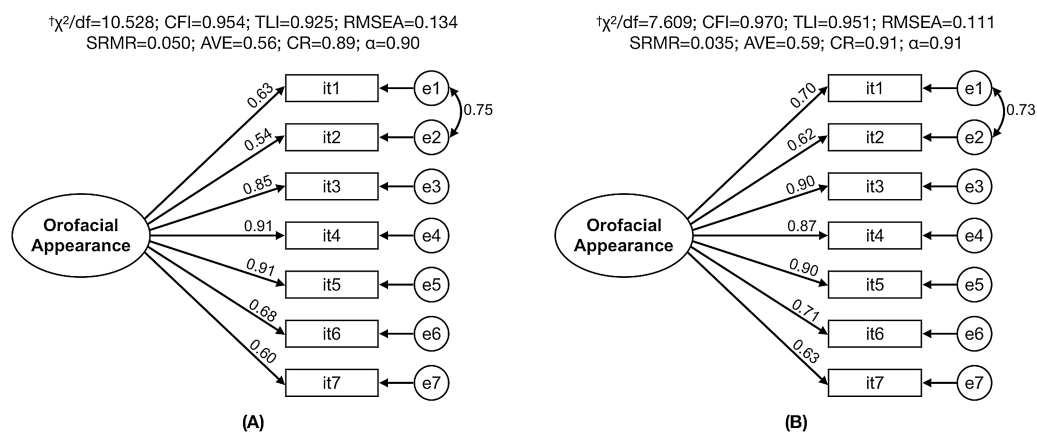 †χ²/df=10.528; CFI=0.954; TLI=0.925; RMSEA=0.134
SRMR=0.050; AVE=0.56; CR=0.89; α=0.90
0.63
it1
e1
0.75
0.54
it2
e2
0.85
it3
e3
Orofacial
Appearance
0.91
it4
e4
0.91
it5
e5
0.68
it6
e6
0.60
it7
e7
(A)
†χ²/df=7.609; CFI=0.970; TLI=0.951; RMSEA=0.111
SRMR=0.035; AVE=0.59; CR=0.91; α=0.91
0.70
it1
e1
0.73
0.62
it2
e2
0.90
it3
e3
Orofacial
Appearance
0.87
it4
e4
0.90
it5
e5
0.71
it6
e6
0.63
it7
e7
(B)